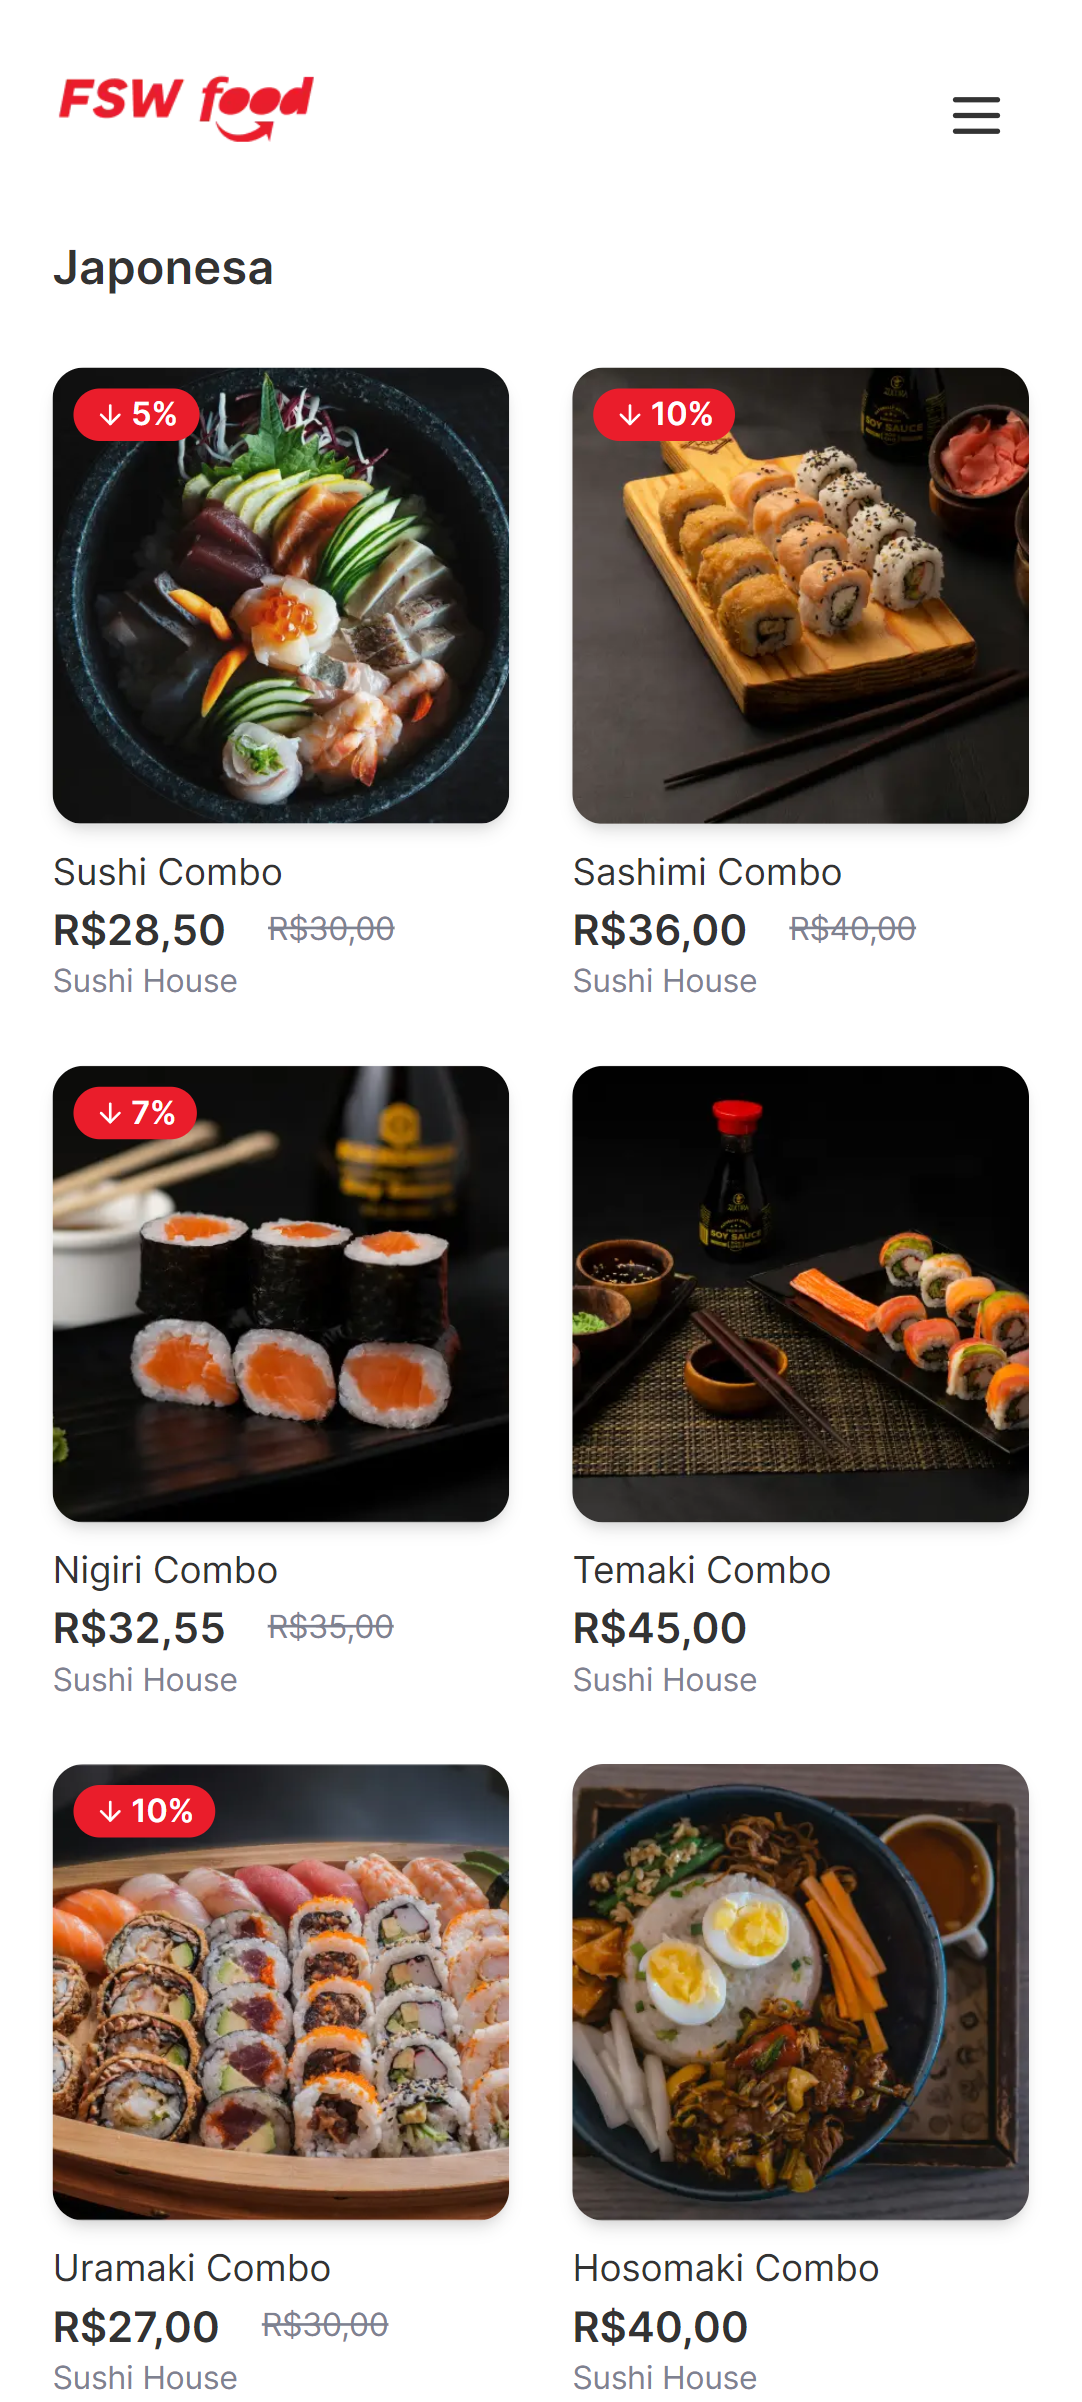 FSW food
Japonesa
5%
10%
SOY SAUCE
Sushi Combo
Sashimi Combo
R$28,50 R$30,00
R$36,00 R$40,00
Sushi House
Sushi House
7%
SOY SAUCE
Nigiri Combo
Temaki Combo
R$32,55 R$35,00
R$45,00
Sushi House
Sushi House
10%
Uramaki Combo
Hosomaki Combo
R$27,00 R$30,00
R$40,00
Sushi House
Sushi House